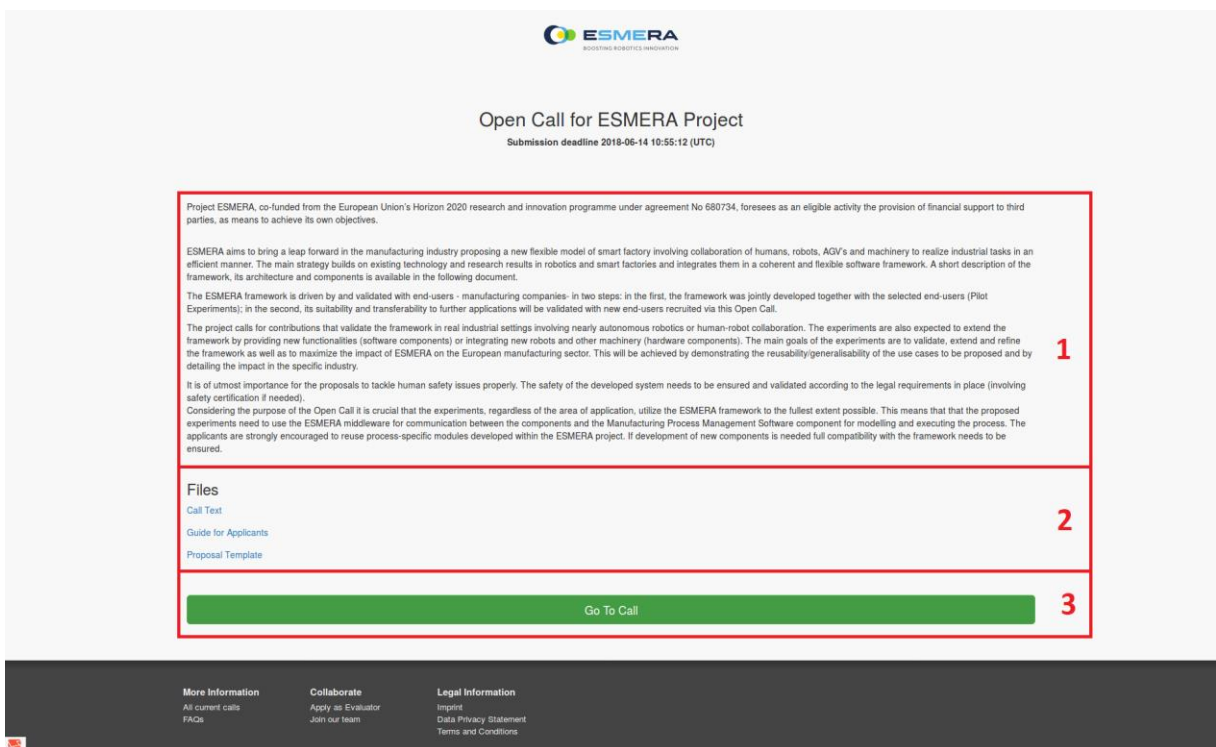 ESMERA
BOOSTING ROBOTICS INNOVATION
Open Call for ESMERA Project
Submission deadline 2018-06-14 10:55:12 (UTC)
Project ESMERA, co-funded from the European Union's Horizon 2020 research and innovation programme under agreement No 680734, foresees as an eligible activity the provision of financial support to third
parties, as means to achieve its own objectives.
ESMERA aims to bring a leap forward in the manufacturing industry proposing a new flexible model of smart factory involving collaboration of humans, robots, AGV's and machinery to realize industrial tasks in an
efficient manner. The main strategy builds on existing technology and research results in robotics and smart factories and integrates them in a coherent and flexible software framework. A short description of the
framework, its architecture and components is available in the following document.
The ESMERA framework is driven by and validated with end-users - manufacturing companies- in two steps: in the first, the framework was jointly developed together with the selected end-users (Pilot
Experiments); in the second, its suitability and transferability to further applications will be validated with new end-users recruited via this Open Call.
The project calls for contributions that validate the framework in real industrial settings involving nearly autonomous robotics or human-robot collaboration. The experiments are also expected to extend the
framework by providing new functionalities (software components) or integrating new robots and other machinery (hardware components). The main goals of the experiments are to validate, extend and refine
the framework as well as to maximize the impact of ESMERA on the European manufacturing sector. This will be achieved by demonstrating the reusability/generalisability of the use cases to be proposed and by
detailing the impact in the specific industry.
1
It is of utmost importance for the proposals to tackle human safety issues properly. The safety of the developed system needs to be ensured and validated according to the legal requirements in place (involving
safety certification if needed).
Considering the purpose of the Open Call it is crucial that the experiments, regardless of the area of application, utilize the ESMERA framework to the fullest extent possible. This means that that the proposed
experiments need to use the ESMERA middleware for communication between the components and the Manufacturing Process Management Software component for modelling and executing the process. The
applicants are strongly encouraged to reuse process-specific modules developed within the ESMERA project. If development of new components is needed full compatibility with the framework needs to be
ensured.
Files
Call Text
Guide for Applicants
Proposal Template
2
Go To Call
3
More Information
All current calls
FAQs
Collaborate
Apply as Evaluator
Join our team
Legal Information
Imprint
Data Privacy Statement
Terms and Conditions